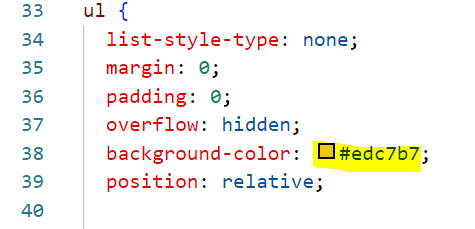 33 ul {
34 list-style-type: none;
35 margin: 0;
36 padding: 0;
37 overflow: hidden;
38 background-color: #edc7b7;
39 position: relative;
40